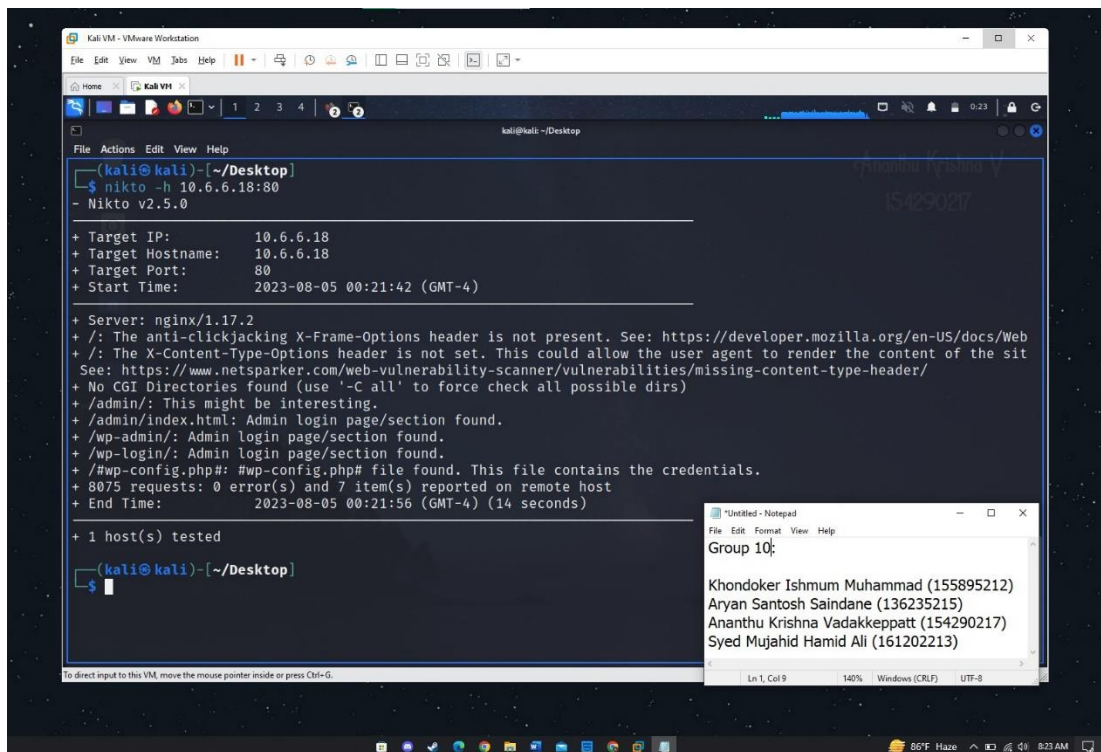 Kali VM - VMware Workstation
File Edit View VM Tabs Help
Home Kali VM
1 2 3 4 2 2 0:23
kali@kali: ~/Desktop
File Actions Edit View Help
Ananthu Krishna V
154290217
(kali㉿kali)-[~/Desktop]
$ nikto -h 10.6.6.18:80
- Nikto v2.5.0
+ Target IP: 10.6.6.18
+ Target Hostname: 10.6.6.18
+ Target Port: 80
+ Start Time: 2023-08-05 00:21:42 (GMT-4)
+ Server: nginx/1.17.2
+ /: The anti-clickjacking X-Frame-Options header is not present. See: https://developer.mozilla.org/en-US/docs/Web
+ /: The X-Content-Type-Options header is not set. This could allow the user agent to render the content of the sit
See: https://www.netsparker.com/web-vulnerability-scanner/vulnerabilities/missing-content-type-header/
+ No CGI Directories found (use '-C all' to force check all possible dirs)
+ /admin/: This might be interesting.
+ /admin/index.html: Admin login page/section found.
+ /wp-admin/: Admin login page/section found.
+ /wp-login/: Admin login page/section found.
+ /#wp-config.php#: #wp-config.php# file found. This file contains the credentials.
+ 8075 requests: 0 error(s) and 7 item(s) reported on remote host
+ End Time: 2023-08-05 00:21:56 (GMT-4) (14 seconds)
+ 1 host(s) tested
(kali㉿kali)-[~/Desktop]
$
*Untitled - Notepad
File Edit Format View Help
Group 10:
Khondoker Ishmum Muhammad (155895212)
Aryan Santosh Saindane (136235215)
Ananthu Krishna Vadakkeppatt (154290217)
Syed Mujahid Hamid Ali (161202213)
Ln 1, Col 9 140% Windows (CRLF) UTF-8
To direct input to this VM, move the mouse pointer inside or press Ctrl+G.
86°F Haze 8:23 AM